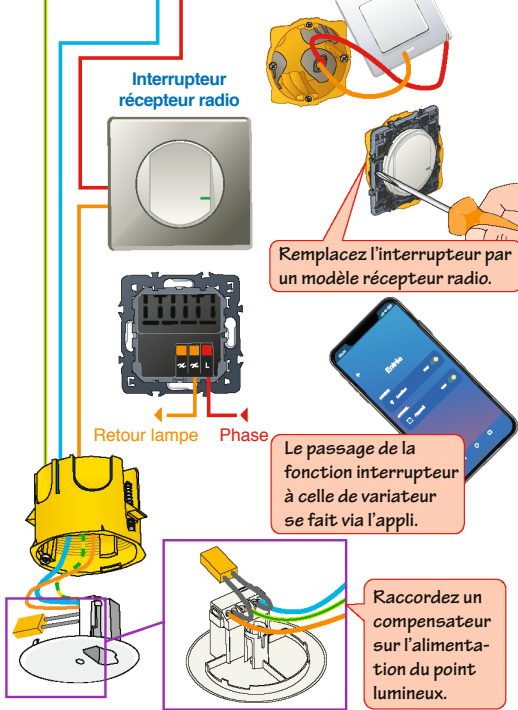 Interrupteur
récepteur radio
Remplacez l'interrupteur par
un modèle récepteur radio.
L
Retour lampe
Phase
Entrée
Le passage de la
fonction interrupteur
à celle de variateur
se fait via l'appli.
Raccordez un
compensateur
sur l'alimenta-
tion du point
lumineux.